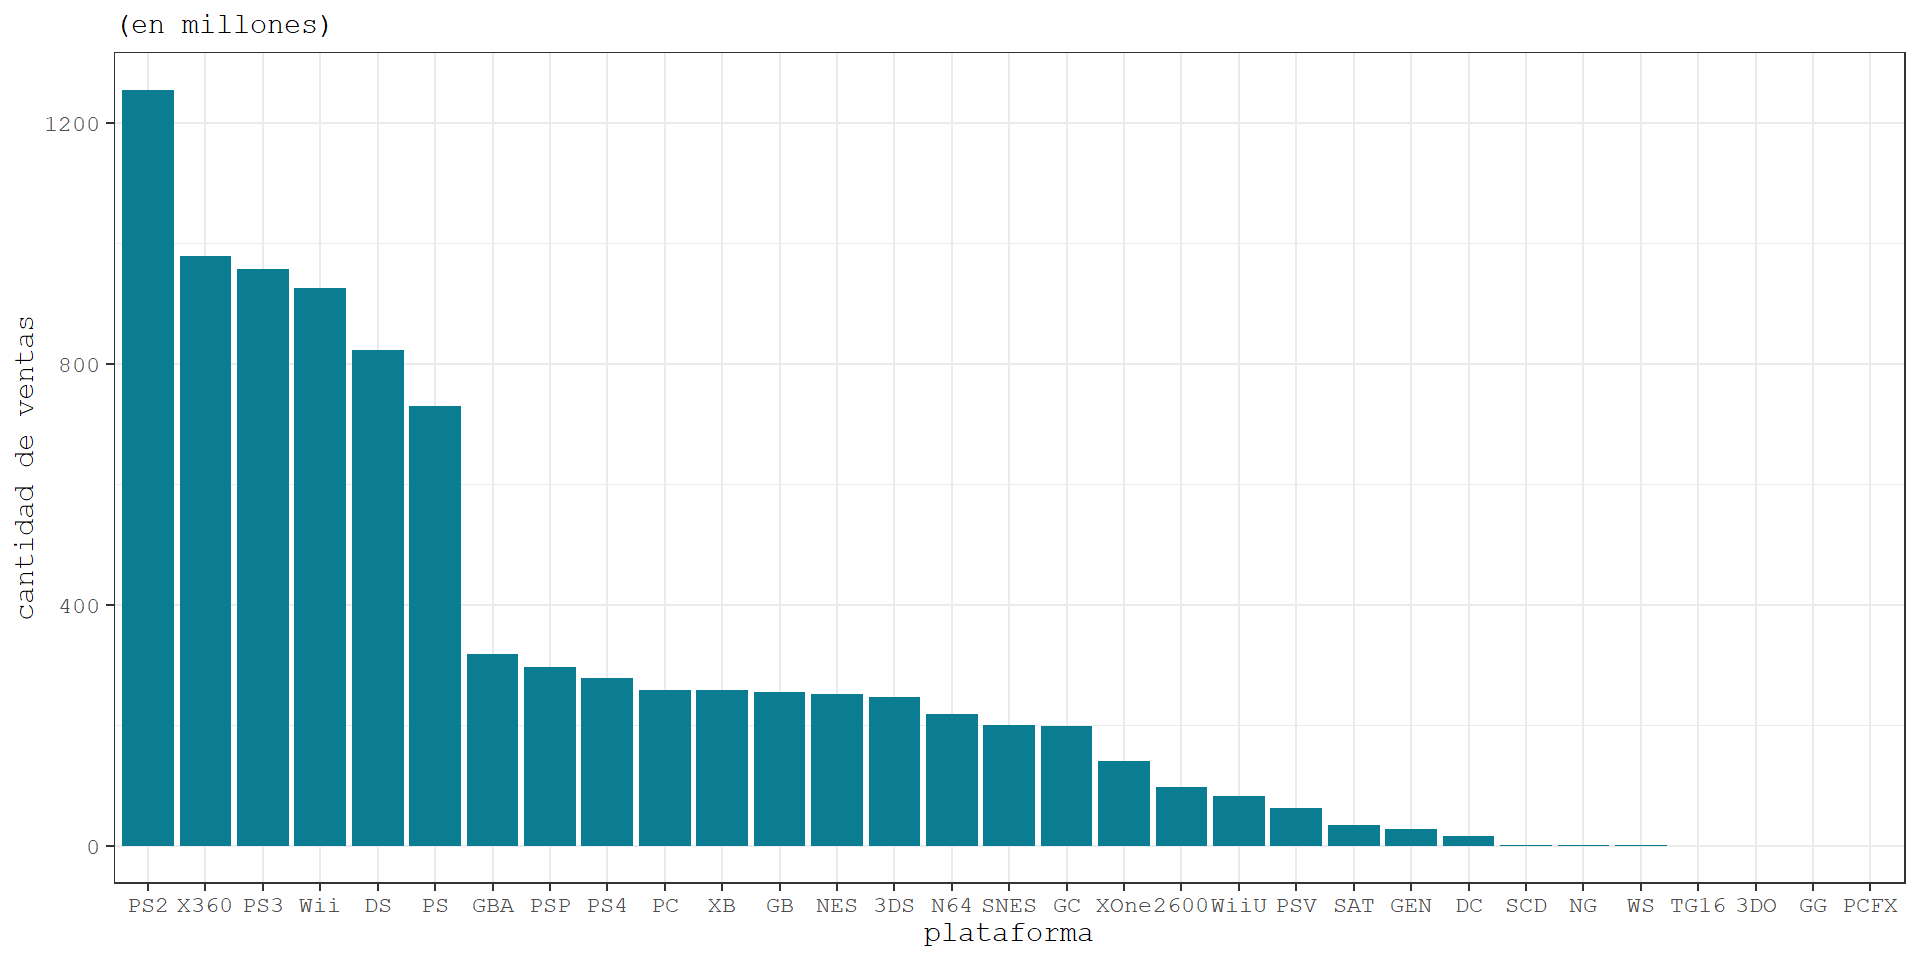 (en millones)
cantidad de ventas
1200
800
400
0
PS2 X360 PS3 Wii DS PS GBA PSP PS4 PC XB GB NES 3DS N64 SNES GC XOne 2600 WiiU PSV SAT GEN DC SCD NG WS TG16 3DO GG PCFX
plataforma